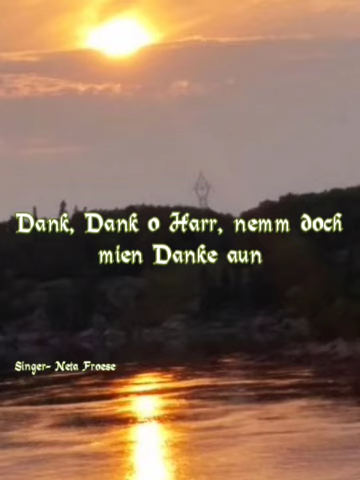 Dank, Dank o Harr, nemm doch
mien Danke aun
Singer- Neta Froese